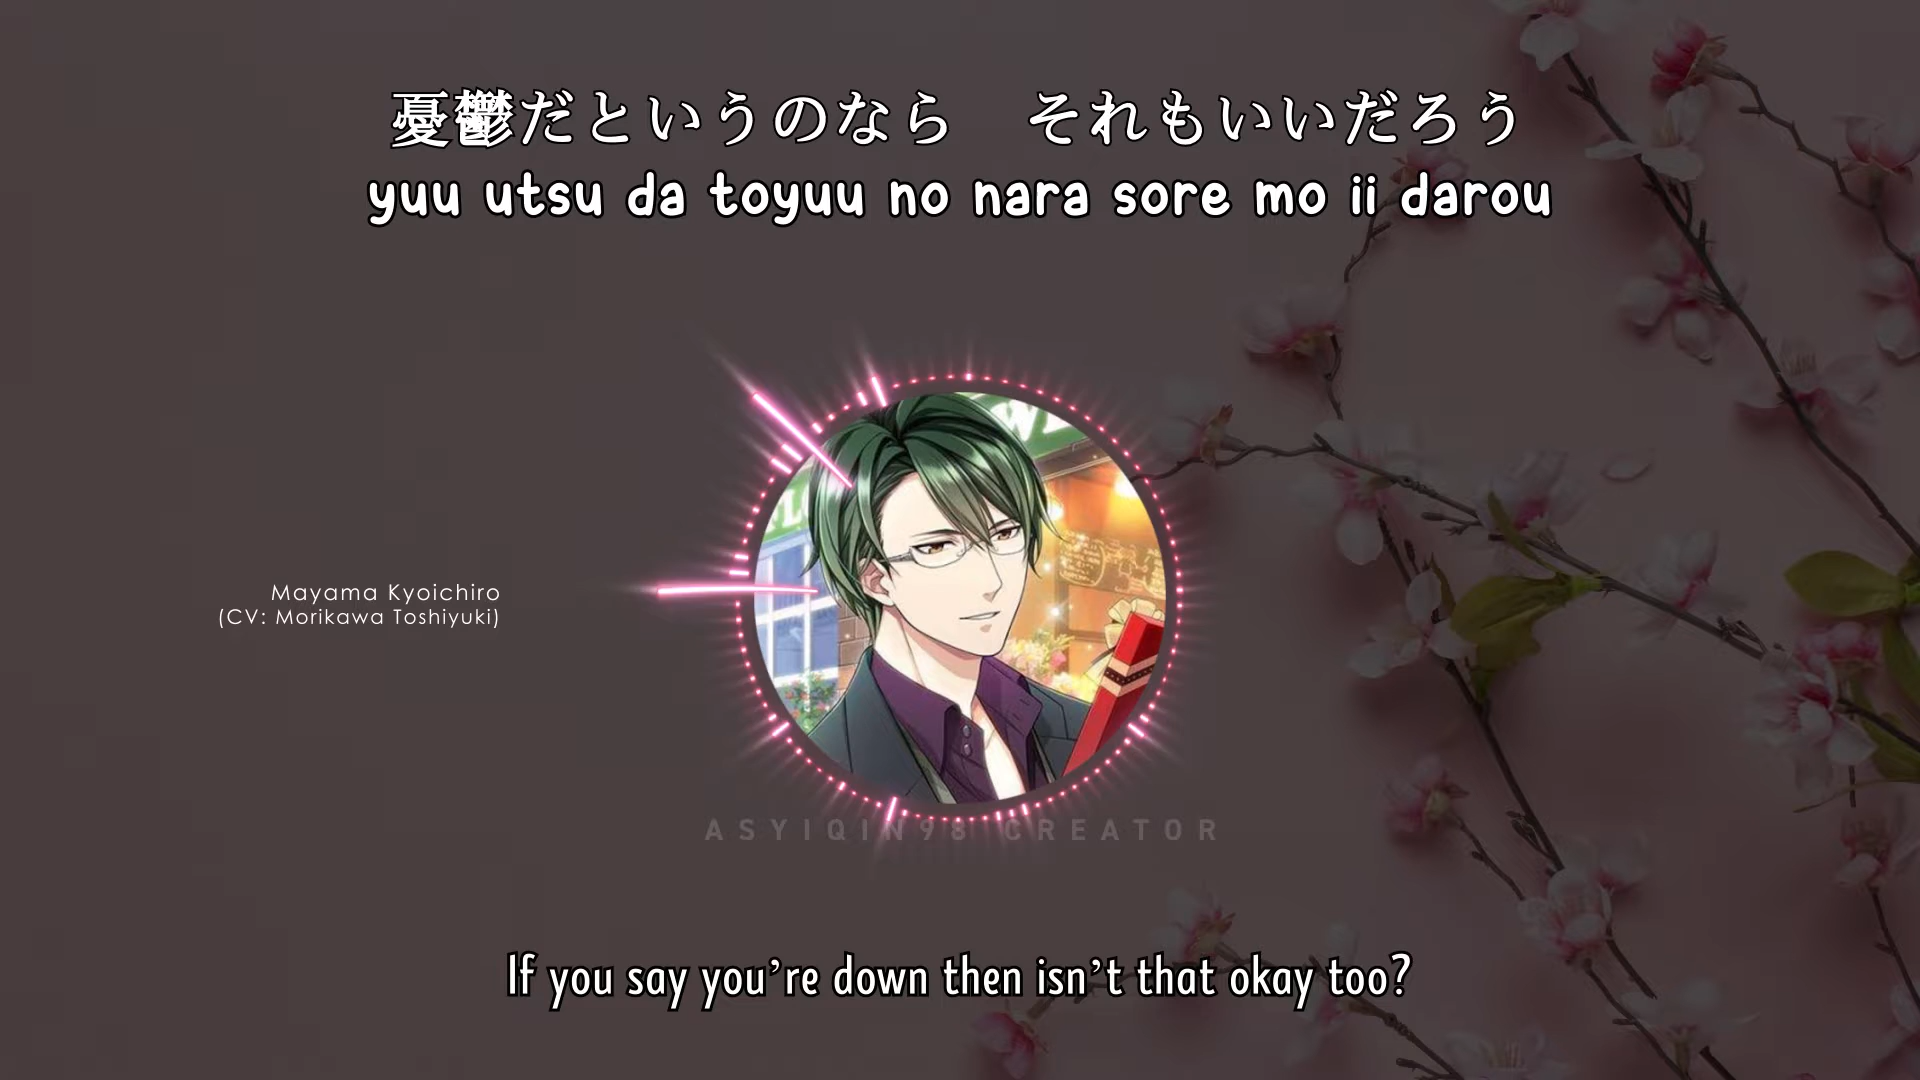 憂鬱だというのなら　それもいいだろう
yuu utsu da toyuu no nara sore mo ii darou
Mayama Kyoichiro
(CV: Morikawa Toshiyuki)
ASYIQIN98 CREATOR
If you say you’re down then isn’t that okay too?